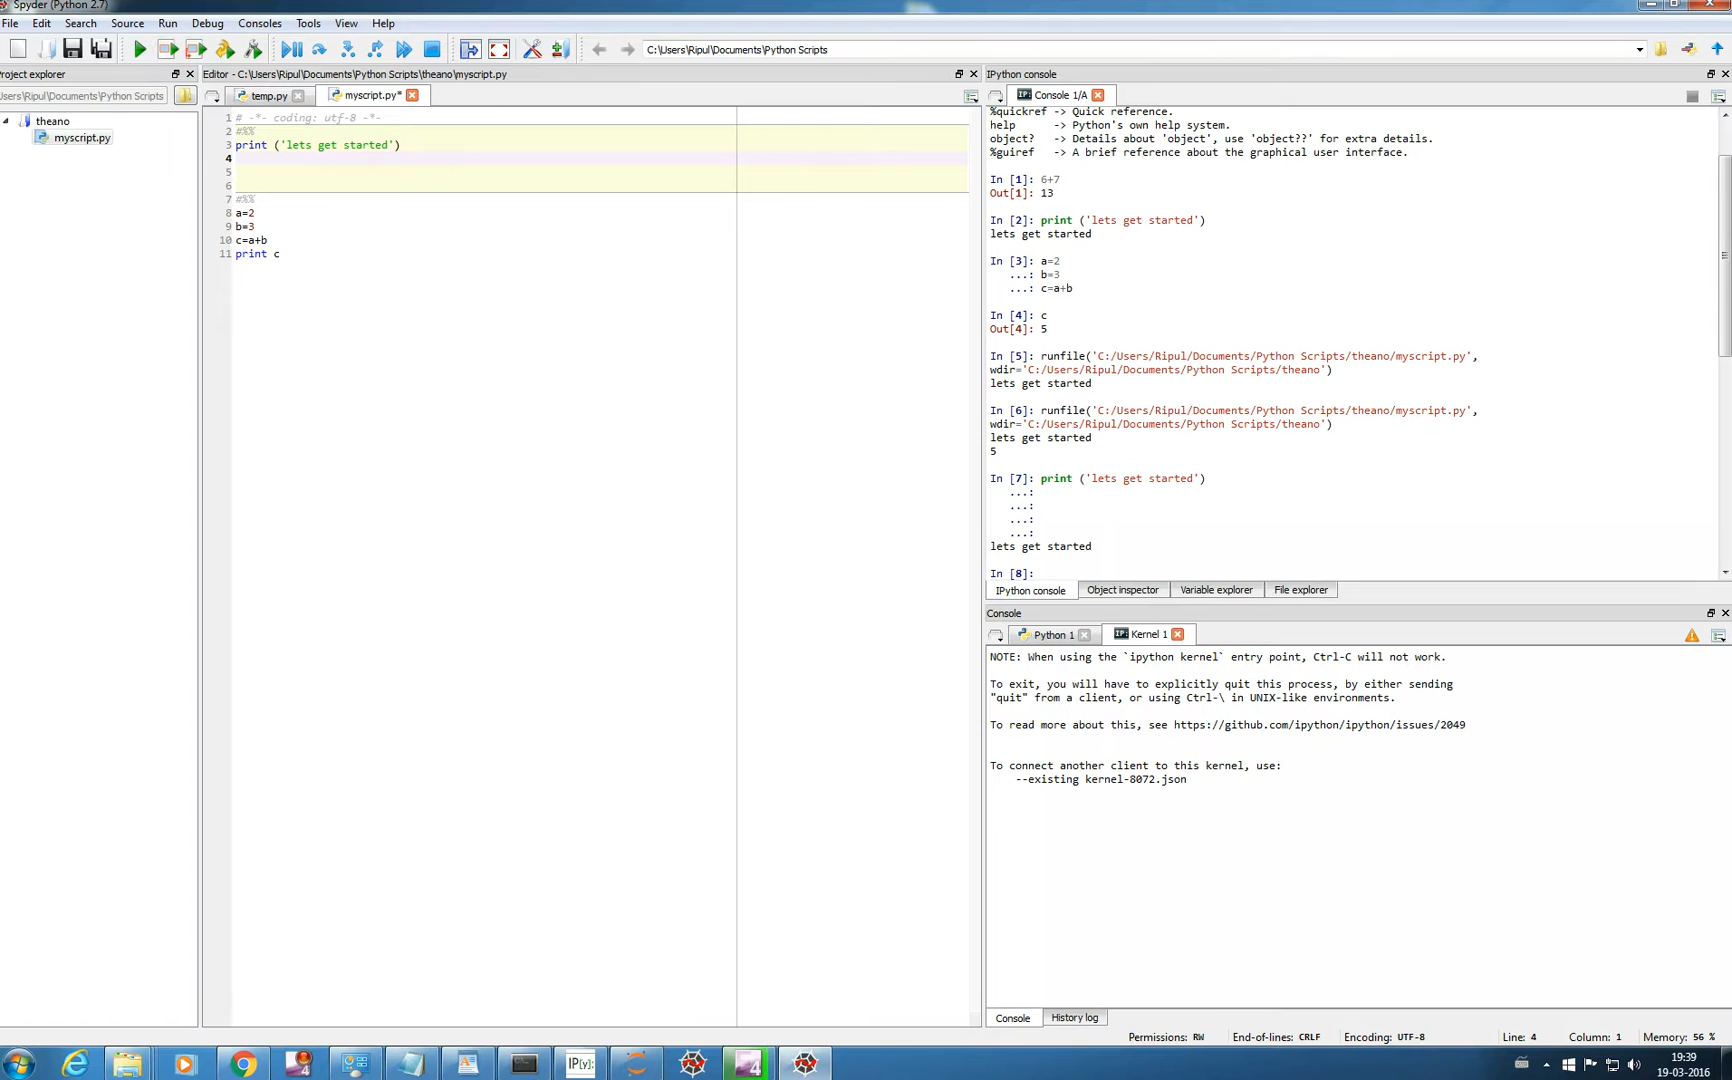 Spyder (Python 2.7)
File Edit Search Source Run Debug Consoles Tools View Help
C:\Users\Ripul\Documents\Python Scripts
roject explorer
sers\Ripul\Documents\Python Scripts
theano
myscript.py
Editor - C:\Users\Ripul\Documents\Python Scripts\theano\myscript.py
temp.py
myscript.py*
1 # -*- coding: utf-8 -*-
2 #%%
3 print ('lets get started')
4
5
6
7 #%%
8 a=2
9 b=3
10 c=a+b
11 print c
IPython console
IP: Console 1/A
%quickref -> Quick reference.
help      -> Python's own help system.
object?   -> Details about 'object', use 'object??' for extra details.
%guiref   -> A brief reference about the graphical user interface.
In [1]: 6+7
Out[1]: 13
In [2]: print ('lets get started')
lets get started
In [3]: a=2
...: b=3
...: c=a+b
In [4]: c
Out[4]: 5
In [5]: runfile('C:/Users/Ripul/Documents/Python Scripts/theano/myscript.py',
wdir='C:/Users/Ripul/Documents/Python Scripts/theano')
lets get started
In [6]: runfile('C:/Users/Ripul/Documents/Python Scripts/theano/myscript.py',
wdir='C:/Users/Ripul/Documents/Python Scripts/theano')
lets get started
5
In [7]: print ('lets get started')
...:
...:
...:
...:
lets get started
In [8]:
IPython console Object inspector Variable explorer File explorer
Console
Python 1
IP: Kernel 1
NOTE: When using the `ipython kernel` entry point, Ctrl-C will not work.
To exit, you will have to explicitly quit this process, by either sending
"quit" from a client, or using Ctrl-\ in UNIX-like environments.
To read more about this, see https://github.com/ipython/ipython/issues/2049
To connect another client to this kernel, use:
--existing kernel-8072.json
Console History log
Permissions: RW End-of-lines: CRLF Encoding: UTF-8 Line: 4 Column: 1 Memory: 56 %
IP[y]:
4
19:39
19-03-2016